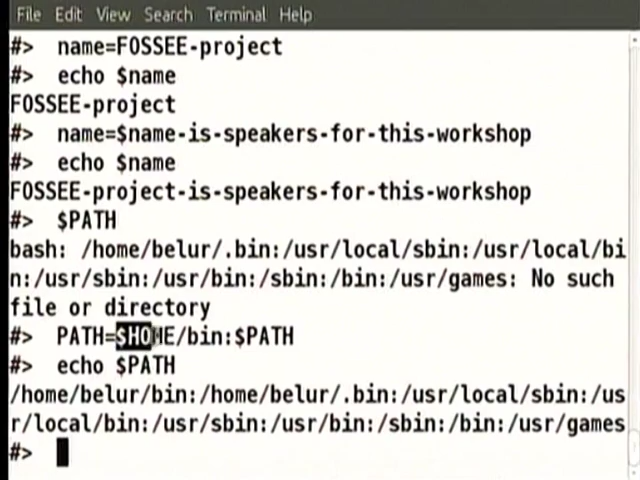 File Edit View Search Terminal Help
#> name=FOSSEE-project
#> echo $name
FOSSEE-project
#> name=$name-is-speakers-for-this-workshop
#> echo $name
FOSSEE-project-is-speakers-for-this-workshop
#> $PATH
bash: /home/belur/.bin:/usr/local/sbin:/usr/local/bi
n:/usr/sbin:/usr/bin:/sbin:/bin:/usr/games: No such
file or directory
#> PATH=$HOME/bin:$PATH
#> echo $PATH
/home/belur/bin:/home/belur/.bin:/usr/local/sbin:/us
r/local/bin:/usr/sbin:/usr/bin:/sbin:/bin:/usr/games
#>